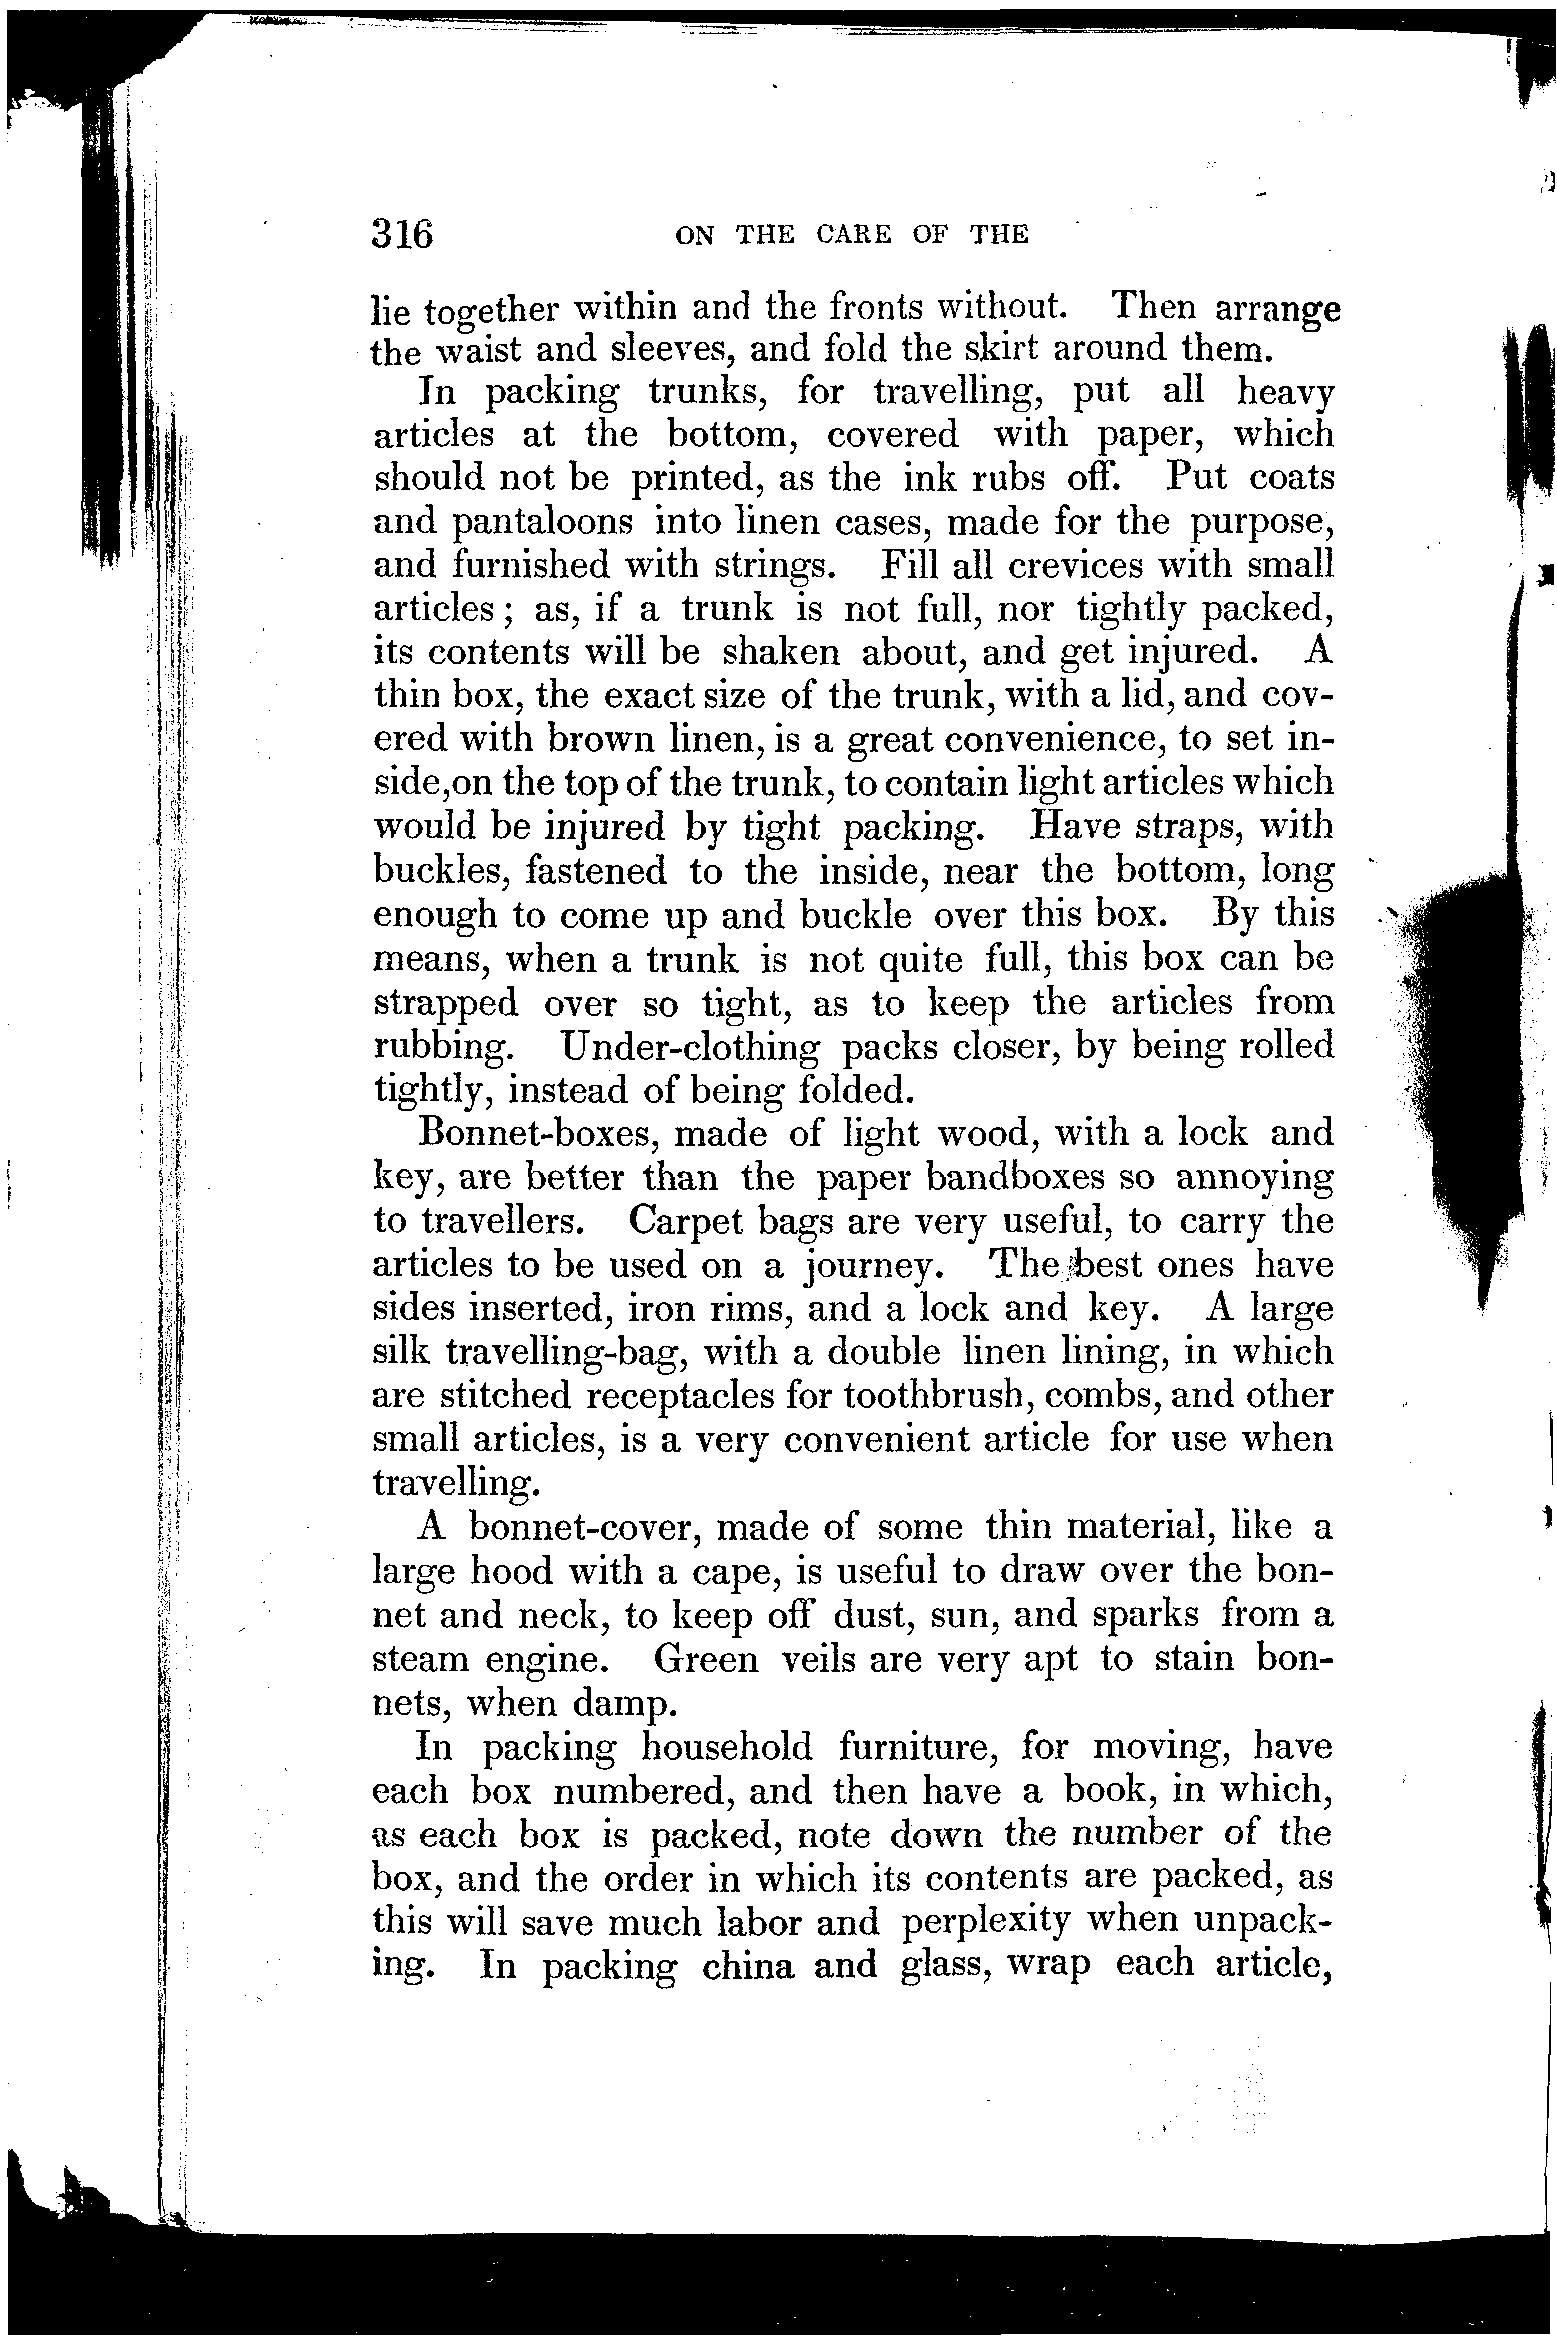 316 ON THE CARE OF THE
lie together within and the fronts without. Then arrange
the waist and sleeves, and fold the skirt around them.
In packing trunks, for travelling, put all heavy
articles at the bottom, covered with paper, which
should not be printed, as the ink rubs off. Put coats
and pantaloons into linen cases, made for the purpose,
and furnished with strings. Fill all crevices with small
articles; as, if a trunk is not full, nor tightly packed,
its contents will be shaken about, and get injured. A
thin box, the exact size of the trunk, with a lid, and cov-
ered with brown linen, is a great convenience, to set in-
side,on the top of the trunk, to contain light articles which
would be injured by tight packing. Have straps, with
buckles, fastened to the inside, near the bottom, long
enough to come up and buckle over this box. By this
means, when a trunk is not quite full, this box can be
strapped over so tight, as to keep the articles from
rubbing. Under-clothing packs closer, by being rolled
tightly, instead of being folded.
Bonnet-boxes, made of light wood, with a lock and
key, are better than the paper bandboxes so annoying
to travellers. Carpet bags are very useful, to carry the
articles to be used on a journey. The best ones have
sides inserted, iron rims, and a lock and key. A large
silk travelling-bag, with a double linen lining, in which
are stitched receptacles for toothbrush, combs, and other
small articles, is a very convenient article for use when
travelling.
A bonnet-cover, made of some thin material, like a
large hood with a cape, is useful to draw over the bon-
net and neck, to keep off dust, sun, and sparks from a
steam engine. Green veils are very apt to stain bon-
nets, when damp.
In packing household furniture, for moving, have
each box numbered, and then have a book, in which,
as each box is packed, note down the number of the
box, and the order in which its contents are packed, as
this will save much labor and perplexity when unpack-
ing. In packing china and glass, wrap each article,